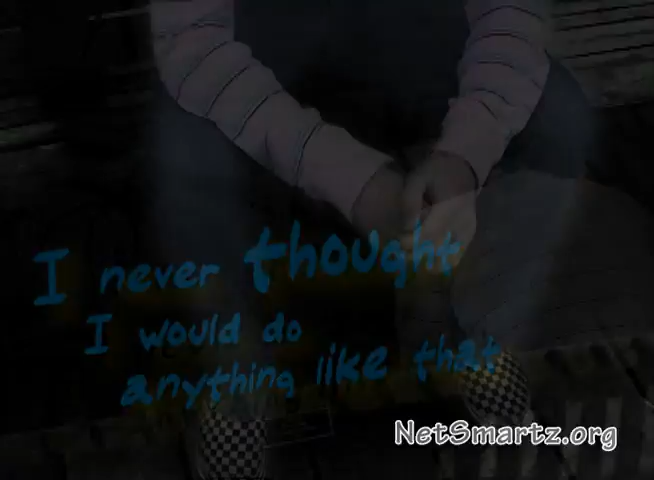 I never thought
I would do
anything like that
NetSmartz.org